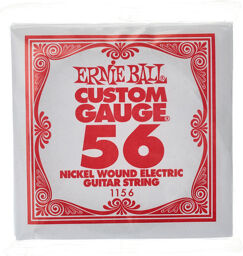 ERNIE BALL®
CUSTOM
GAUGE®
56
NICKEL WOUND ELECTRIC
GUITAR STRING
1156